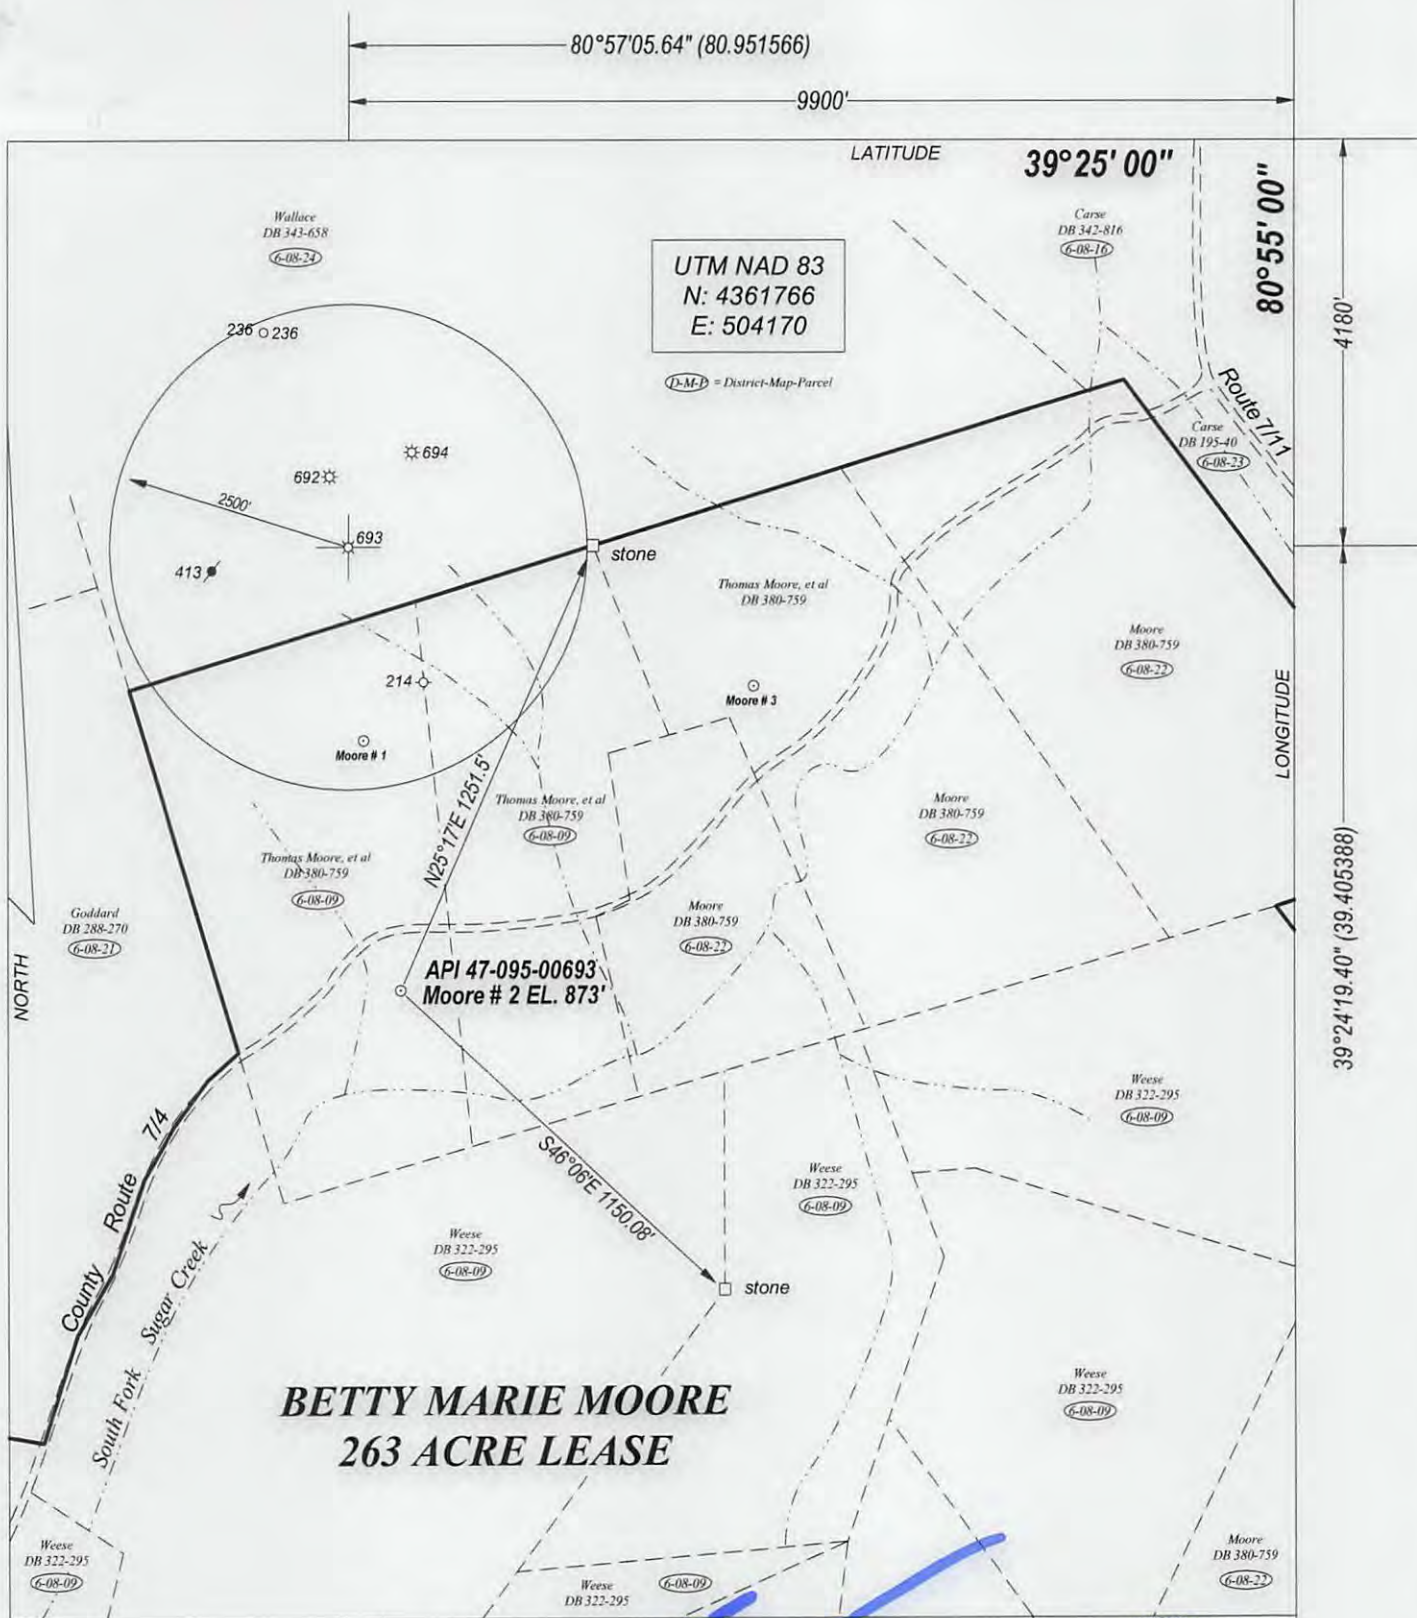 80°57'05.64" (80.951566)
9900'
LATITUDE
39°25' 00"
80°55' 00"
4180'
Wallace
DB 343-658
6-08-24
Carse
DB 342-816
6-08-16
UTM NAD 83
N: 4361766
E: 504170
D-M-P = District-Map-Parcel
236 236
694
692
2500'
693
413
stone
Route 7/11
Carse
DB 195-40
6-08-23
Thomas Moore, et al
DB 380-759
Moore
DB 380-759
6-08-22
214
Moore # 3
Moore # 1
LONGITUDE
N25°17'E 1251.5'
Thomas Moore, et al
DB 380-759
6-08-09
Moore
DB 380-759
6-08-22
Thomas Moore, et al
DB 380-759
6-08-09
Goddard
DB 288-270
6-08-21
Moore
DB 380-759
6-08-22
39°24'19.40" (39.405388)
NORTH
API 47-095-00693
Moore # 2 EL. 873'
Weese
DB 322-295
6-08-09
County Route 7/4
S46°06'E 1150.08'
Weese
DB 322-295
6-08-09
Weese
DB 322-295
6-08-09
South Fork Sugar Creek
stone
BETTY MARIE MOORE
263 ACRE LEASE
Weese
DB 322-295
6-08-09
Weese
DB 322-295
6-08-09
Weese
DB 322-295
6-08-09
Moore
DB 380-759
6-08-22